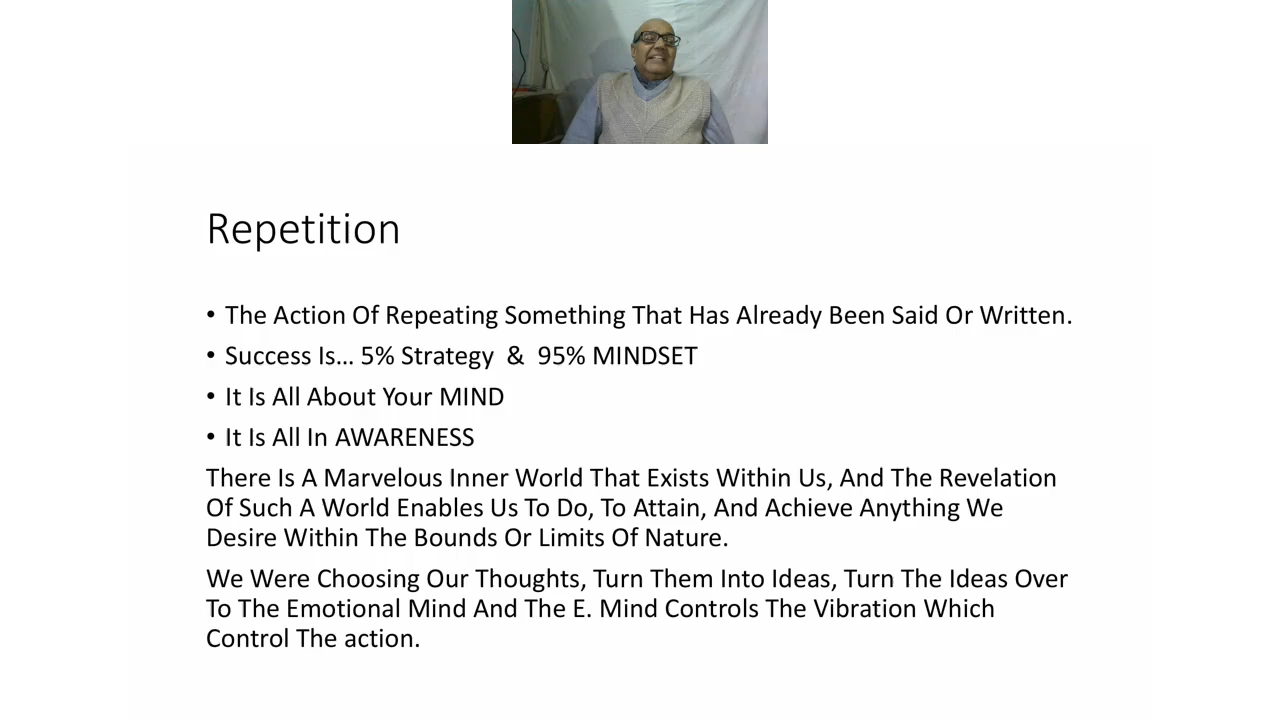 Repetition
• The Action Of Repeating Something That Has Already Been Said Or Written.
• Success Is... 5% Strategy & 95% MINDSET
• It Is All About Your MIND
• It Is All In AWARENESS
There Is A Marvelous Inner World That Exists Within Us, And The Revelation
Of Such A World Enables Us To Do, To Attain, And Achieve Anything We
Desire Within The Bounds Or Limits Of Nature.
We Were Choosing Our Thoughts, Turn Them Into Ideas, Turn The Ideas Over
To The Emotional Mind And The E. Mind Controls The Vibration Which
Control The action.